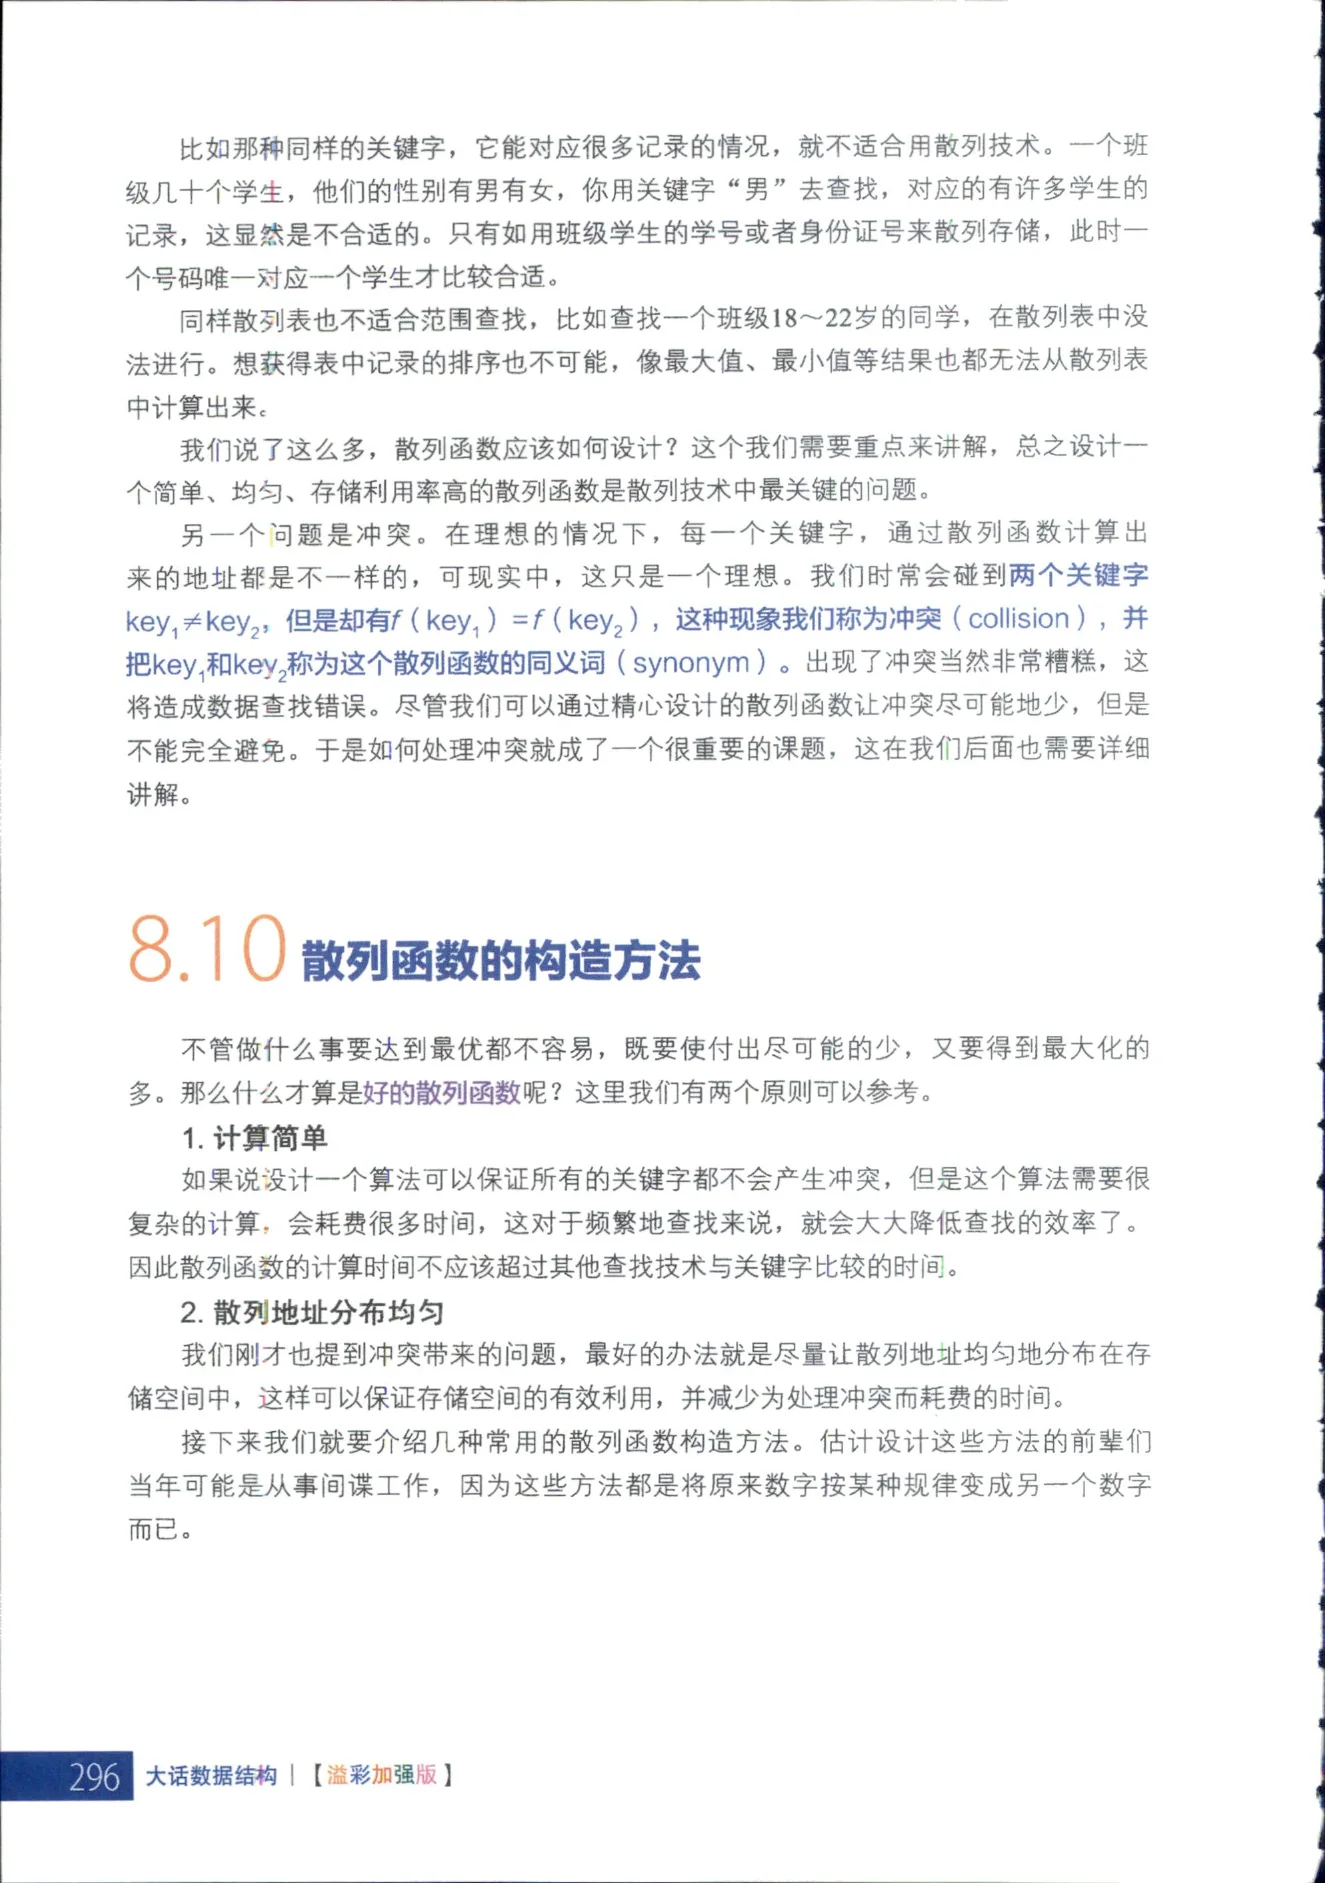 比如那种同样的关键字，它能对应很多记录的情况，就不适合用散列技术。一个班
级几十个学生，他们的性别有男有女，你用关键字“男”去查找，对应的有许多学生的
记录，这显然是不合适的。只有如用班级学生的学号或者身份证号来散列存储，此时一
个号码唯一对应一个学生才比较合适。
同样散列表也不适合范围查找，比如查找一个班级18～22岁的同学，在散列表中没
法进行。想获得表中记录的排序也不可能，像最大值、最小值等结果也都无法从散列表
中计算出来。
我们说了这么多，散列函数应该如何设计？这个我们需要重点来讲解，总之设计一
个简单、均匀、存储利用率高的散列函数是散列技术中最关键的问题。
另一个问题是冲突。在理想的情况下，每一个关键字，通过散列函数计算出
来的地址都是不一样的，可现实中，这只是一个理想。我们时常会碰到两个关键字
key₁≠key₂，但是却有f（key₁）=f（key₂），这种现象我们称为冲突（collision），并
把key₁和key₂称为这个散列函数的同义词（synonym）。出现了冲突当然非常糟糕，这
将造成数据查找错误。尽管我们可以通过精心设计的散列函数让冲突尽可能地少，但是
不能完全避免。于是如何处理冲突就成了一个很重要的课题，这在我们后面也需要详细
讲解。
8.10 散列函数的构造方法
不管做什么事要达到最优都不容易，既要使付出尽可能的少，又要得到最大化的
多。那么什么才算是好的散列函数呢？这里我们有两个原则可以参考。
1. 计算简单
如果说设计一个算法可以保证所有的关键字都不会产生冲突，但是这个算法需要很
复杂的计算，会耗费很多时间，这对于频繁地查找来说，就会大大降低查找的效率了。
因此散列函数的计算时间不应该超过其他查找技术与关键字比较的时间。
2. 散列地址分布均匀
我们刚才也提到冲突带来的问题，最好的办法就是尽量让散列地址均匀地分布在存
储空间中，这样可以保证存储空间的有效利用，并减少为处理冲突而耗费的时间。
接下来我们就要介绍几种常用的散列函数构造方法。估计设计这些方法的前辈们
当年可能是从事间谍工作，因为这些方法都是将原来数字按某种规律变成另一个数字
而已。
296 大话数据结构 | 【溢彩加强版】